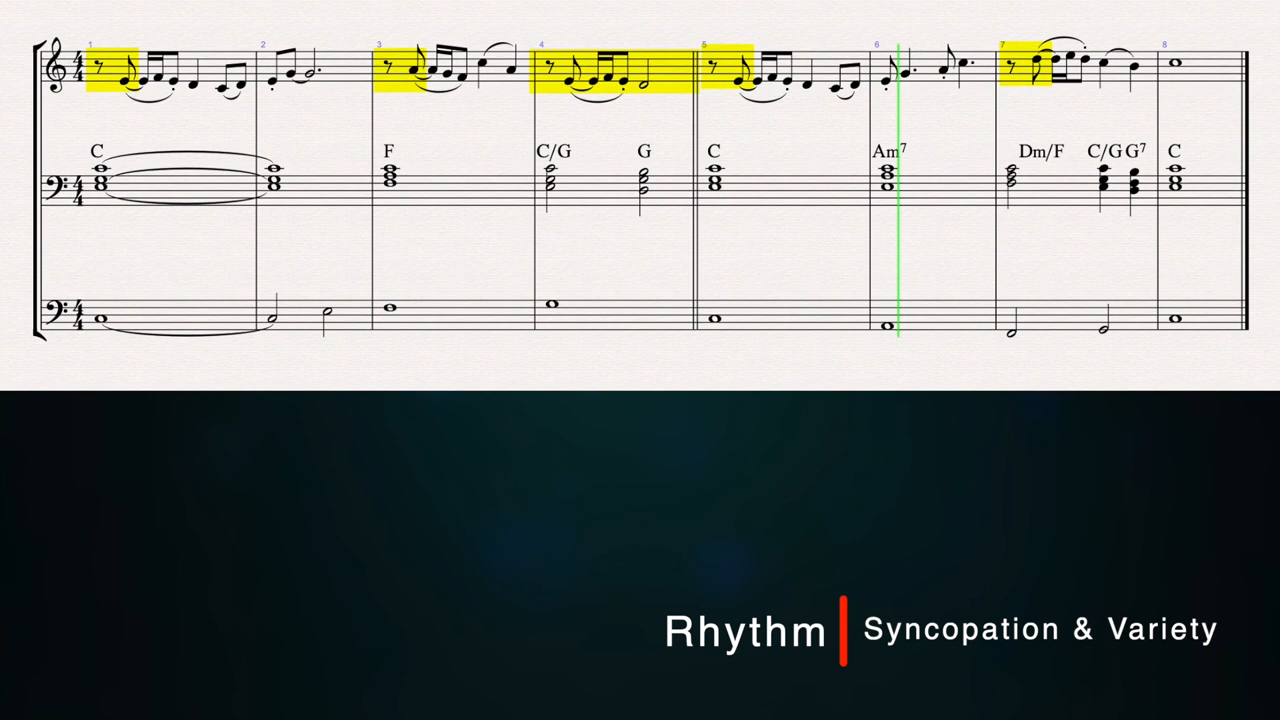 1 2 3 4 5 6 7 8
C F C/G G C Am7 Dm/F C/G G7 C
Rhythm Syncopation & Variety